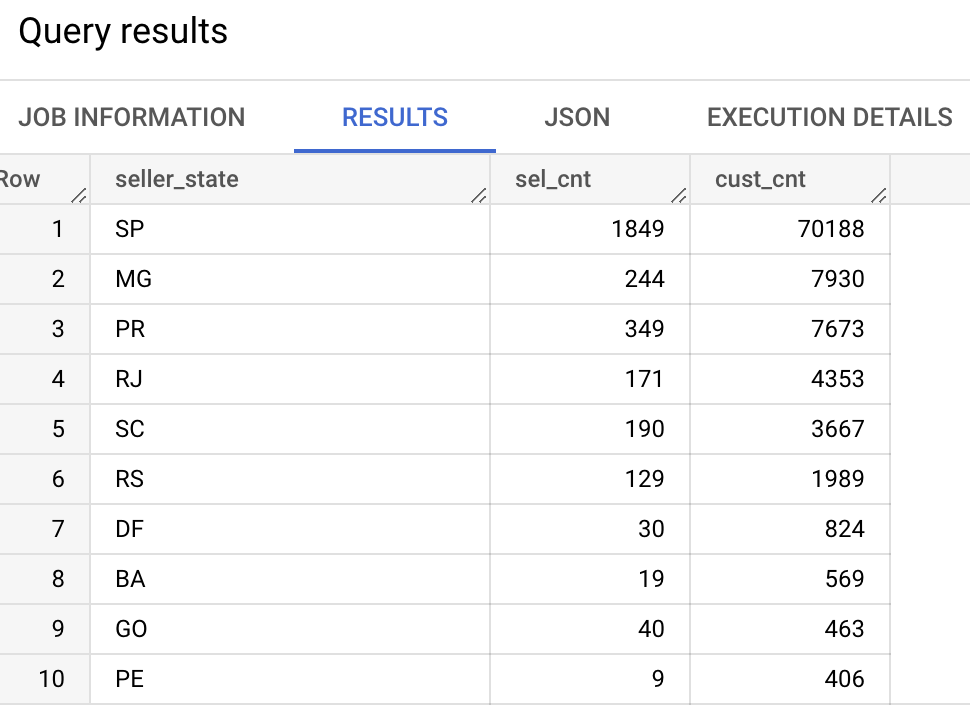 Query results
JOB INFORMATION RESULTS JSON EXECUTION DETAILS
Row seller_state sel_cnt cust_cnt
1 SP 1849 70188
2 MG 244 7930
3 PR 349 7673
4 RJ 171 4353
5 SC 190 3667
6 RS 129 1989
7 DF 30 824
8 BA 19 569
9 GO 40 463
10 PE 9 406